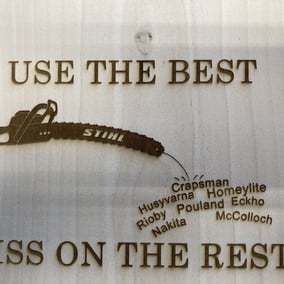 USE THE BEST
STIHL
Crapsman
Husyvarna Homeylite
Rioby Pouland Eckho
Nakita McColloch
ISS ON THE REST